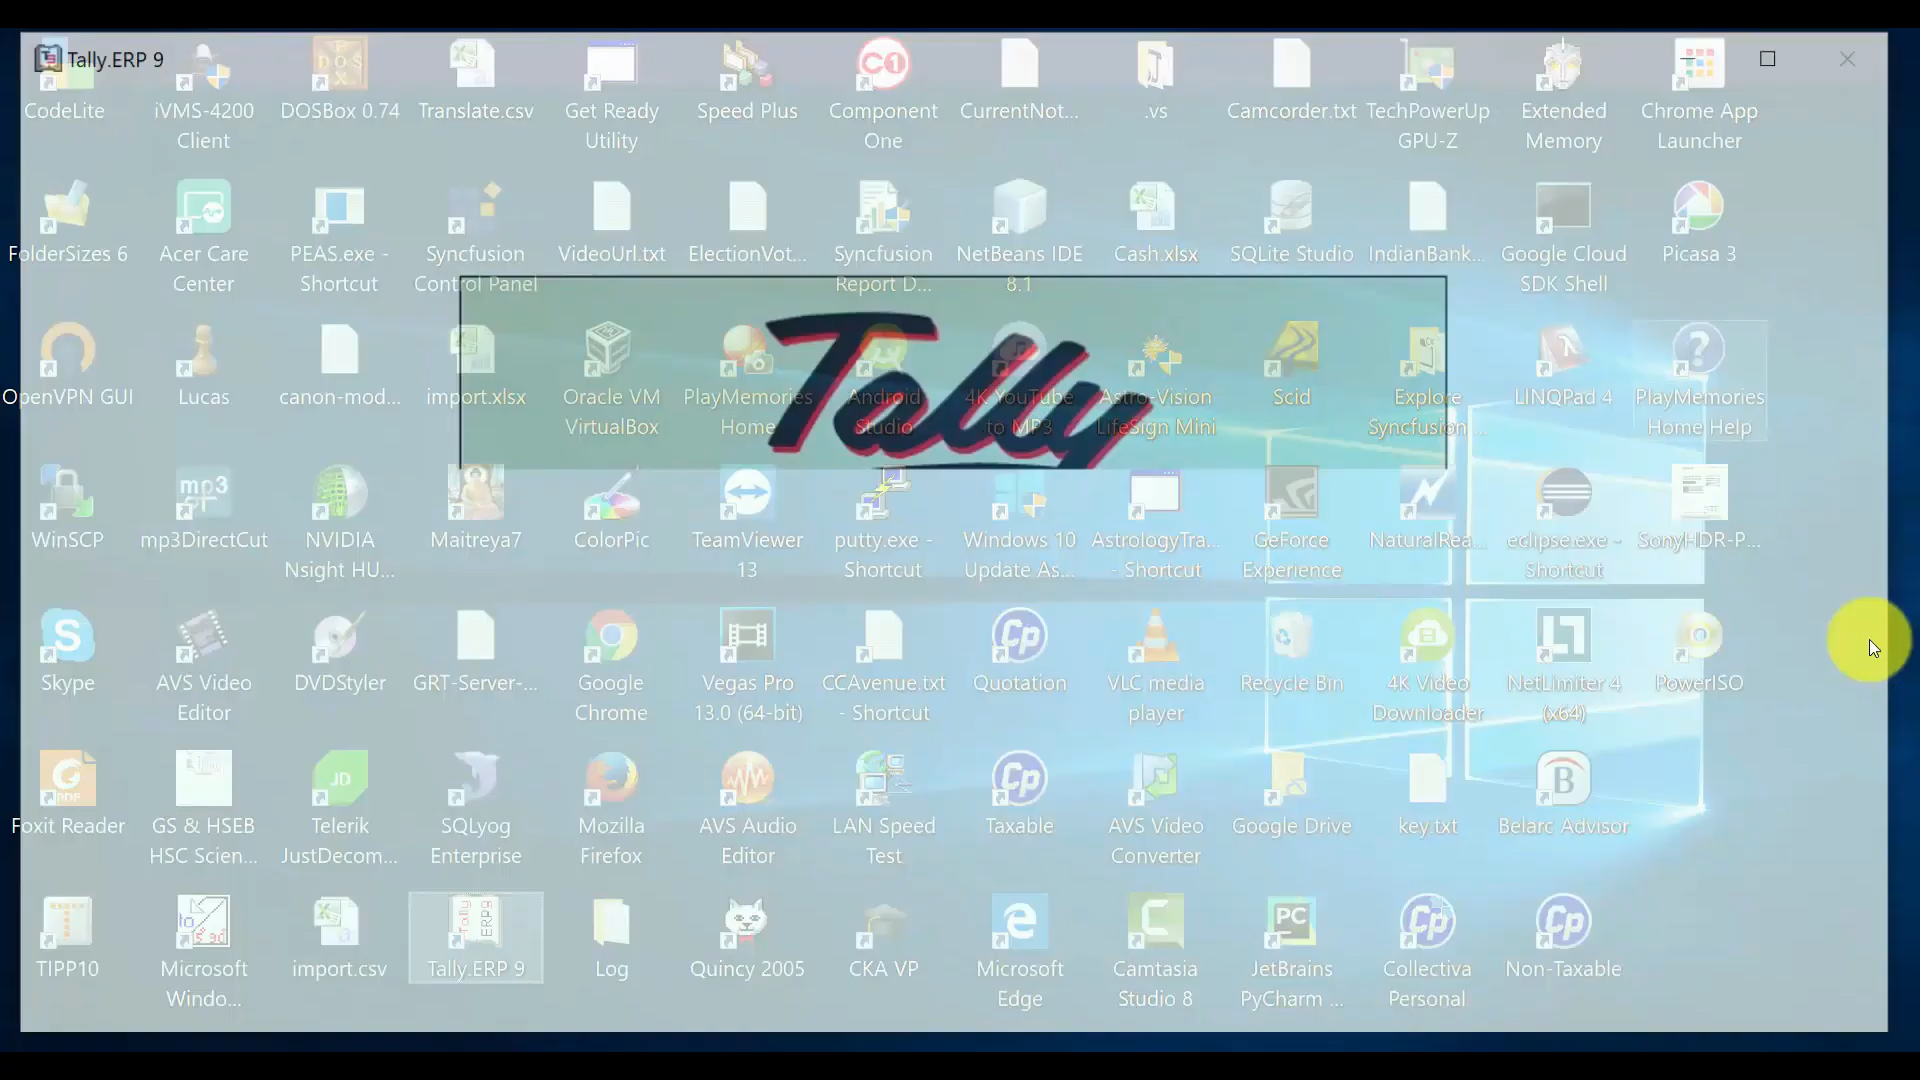 Tally.ERP 9
CodeLite
iVMS-4200
Client
DOSBox 0.74
Translate.csv
Get Ready
Utility
Speed Plus
Component
One
CurrentNot...
.vs
Camcorder.txt
TechPowerUp
GPU-Z
Extended
Memory
Chrome App
Launcher
FolderSizes 6
Acer Care
Center
PEAS.exe -
Shortcut
Syncfusion
Control Panel
VideoUrl.txt
ElectionVot...
Syncfusion
Report D...
NetBeans IDE
8.1
Cash.xlsx
SQLite Studio
IndianBank...
Google Cloud
SDK Shell
Picasa 3
Tally
OpenVPN GUI
Lucas
canon-mod...
import.xlsx
Oracle VM
VirtualBox
PlayMemories
Home
Android
Studio
4K YouTube
to MP3
Astro-Vision
LifeSign Mini
Scid
Explore
Syncfusion ...
LINQPad 4
PlayMemories
Home Help
WinSCP
mp3DirectCut
NVIDIA
Nsight HU...
Maitreya7
ColorPic
TeamViewer
13
putty.exe -
Shortcut
Windows 10
Update As...
AstrologyTra...
- Shortcut
GeForce
Experience
NaturalRea...
eclipse.exe -
Shortcut
SonyHDR-P...
Skype
AVS Video
Editor
DVDStyler
GRT-Server-...
Google
Chrome
Vegas Pro
13.0 (64-bit)
CCAvenue.txt
- Shortcut
Quotation
VLC media
player
Recycle Bin
4K Video
Downloader
NetLimiter 4
(x64)
PowerISO
Foxit Reader
GS & HSEB
HSC Scien...
Telerik
JustDecom...
SQLyog
Enterprise
Mozilla
Firefox
AVS Audio
Editor
LAN Speed
Test
Taxable
AVS Video
Converter
Google Drive
key.txt
Belarc Advisor
TIPP10
Microsoft
Windo...
import.csv
Tally.ERP 9
Log
Quincy 2005
CKA VP
Microsoft
Edge
Camtasia
Studio 8
JetBrains
PyCharm ...
Collectiva
Personal
Non-Taxable